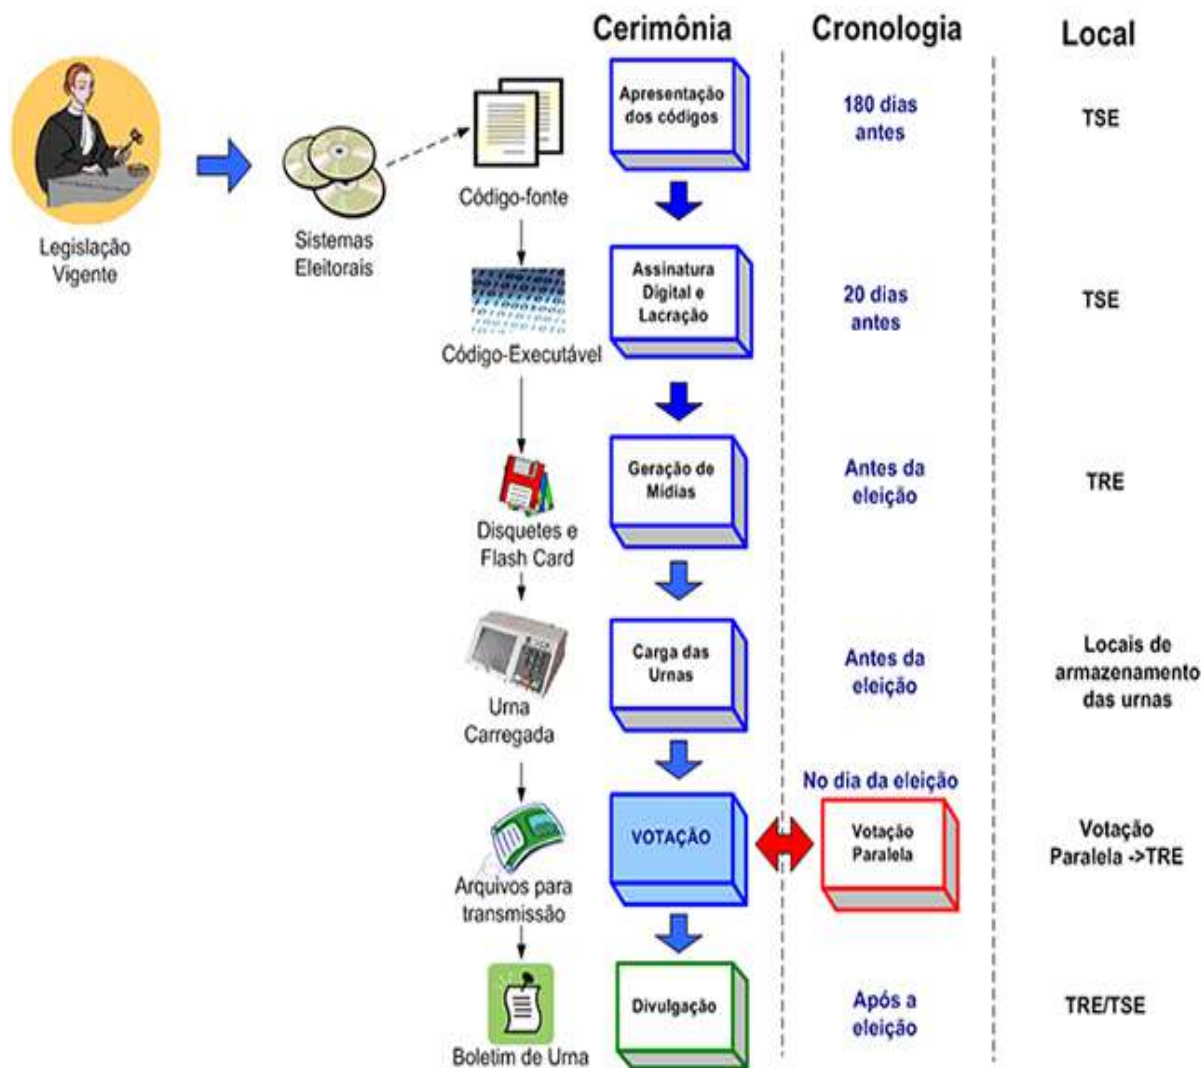 Cerimônia
Cronologia
Local
Apresentação
dos códigos
180 dias
antes
TSE
Código-fonte
Legislação
Vigente
Sistemas
Eleitorais
Assinatura
Digital e
Lacração
20 dias
antes
TSE
Código-Executável
Geração de
Mídias
Antes da
eleição
TRE
Disquetes e
Flash Card
Carga das
Urnas
Antes da
eleição
Locais de
armazenamento
das urnas
Urna
Carregada
No dia da eleição
VOTAÇÃO
Votação
Paralela
Votação
Paralela ->TRE
Arquivos para
transmissão
Divulgação
Após a
eleição
TRE/TSE
Boletim de Urna